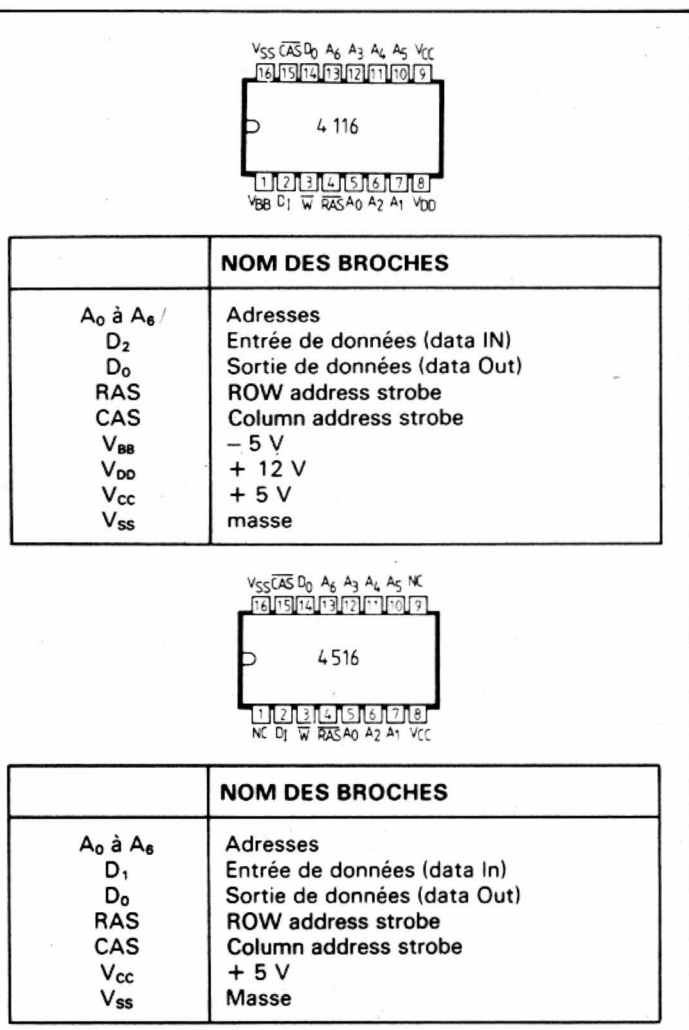 VSS CAS D0 A6 A3 A4 A5 VCC
16 15 14 13 12 11 10 9
4 116
1 2 3 4 5 6 7 8
VBB DI W RAS A0 A2 A1 VDD
NOM DES BROCHES
A0 à A6 Adresses
D2 Entrée de données (data IN)
D0 Sortie de données (data Out)
RAS ROW address strobe
CAS Column address strobe
VBB – 5 V
VDD + 12 V
VCC + 5 V
VSS masse
VSS CAS D0 A6 A3 A4 A5 NC
16 15 14 13 12 11 10 9
4 516
1 2 3 4 5 6 7 8
NC DI W RAS A0 A2 A1 VCC
NOM DES BROCHES
A0 à A6 Adresses
D1 Entrée de données (data In)
D0 Sortie de données (data Out)
RAS ROW address strobe
CAS Column address strobe
VCC + 5 V
VSS Masse